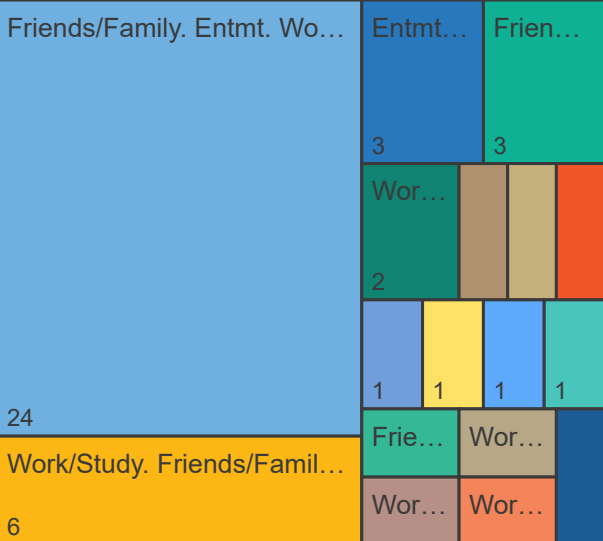 Friends/Family. Entmt. Wo…
24
Work/Study. Friends/Famil…
6
Entmt…
3
Frien…
3
Wor…
2
1
1
1
1
Frie…
Wor…
Wor…
Wor…